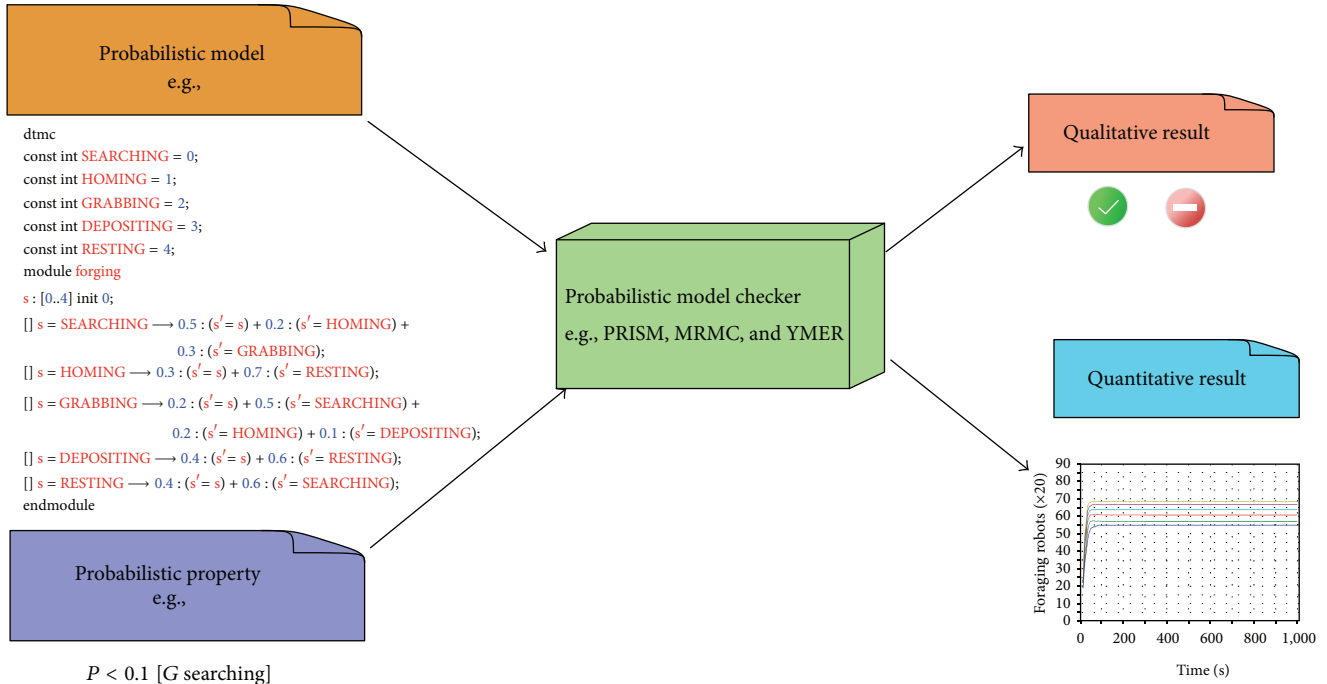 Probabilistic model
e.g.,
dtmc
const int SEARCHING = 0;
const int HOMING = 1;
const int GRABBING = 2;
const int DEPOSITING = 3;
const int RESTING = 4;
module forging
s : [0..4] init 0;
[] s = SEARCHING ⟶ 0.5 : (s′ = s) + 0.2 : (s′ = HOMING) +
0.3 : (s′ = GRABBING);
[] s = HOMING ⟶ 0.3 : (s′ = s) + 0.7 : (s′ = RESTING);
[] s = GRABBING ⟶ 0.2 : (s′ = s) + 0.5 : (s′ = SEARCHING) +
0.2 : (s′ = HOMING) + 0.1 : (s′ = DEPOSITING);
[] s = DEPOSITING ⟶ 0.4 : (s′ = s) + 0.6 : (s′ = RESTING);
[] s = RESTING ⟶ 0.4 : (s′ = s) + 0.6 : (s′ = SEARCHING);
endmodule
Probabilistic property
e.g.,
P < 0.1 [G searching]
Probabilistic model checker
e.g., PRISM, MRMC, and YMER
Qualitative result
Quantitative result
Foraging robots (×20)
90
80
70
60
50
40
30
20
10
0
0 200 400 600 800 1,000
Time (s)